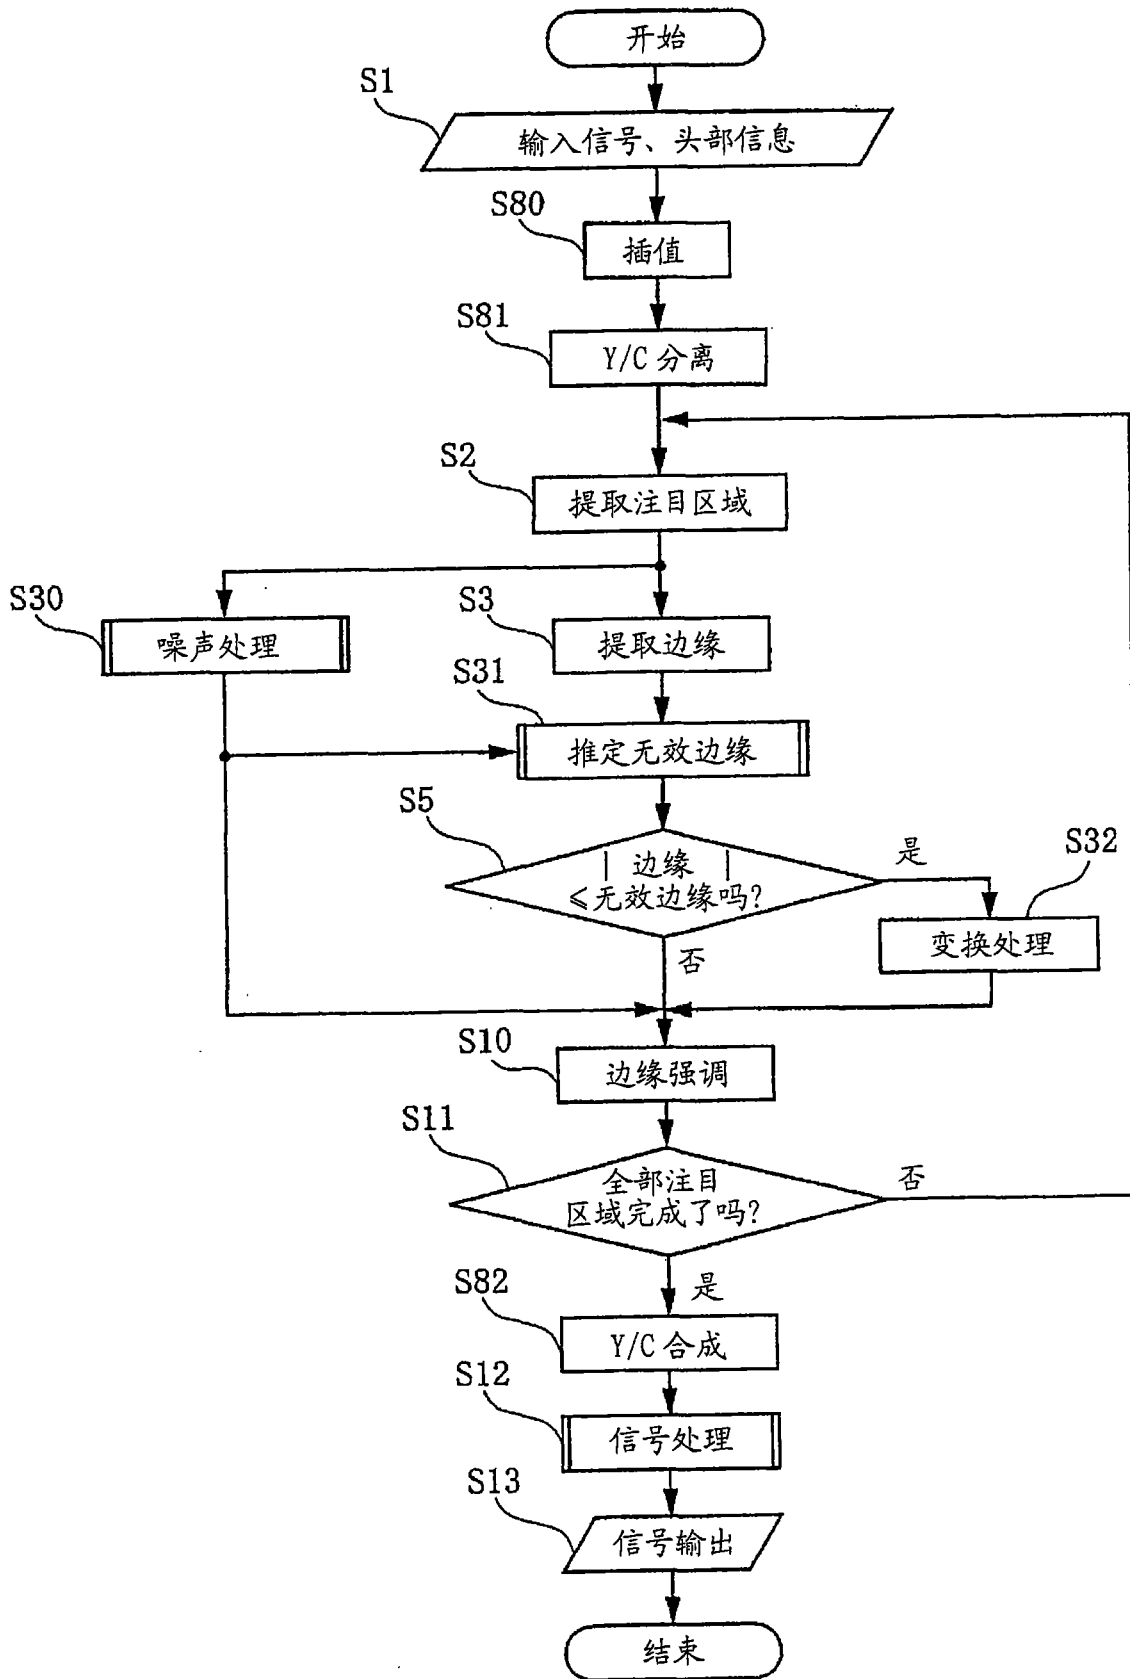 开始
S1
输入信号、头部信息
S80
插值
S81
Y/C 分离
S2
提取注目区域
S30
噪声处理
S3
提取边缘
S31
推定无效边缘
S5
| 边缘 |
≤无效边缘吗?
是
S32
变换处理
否
S10
边缘强调
S11
全部注目
区域完成了吗?
否
是
S82
Y/C 合成
S12
信号处理
S13
信号输出
结束